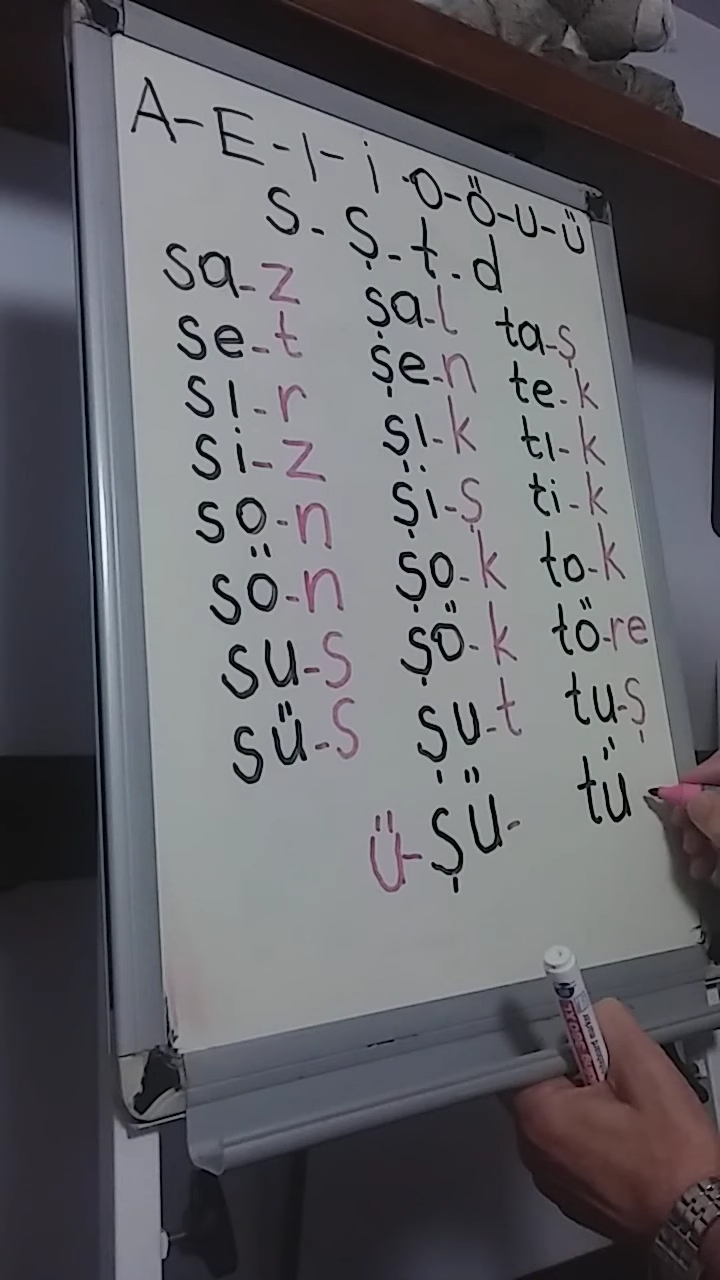 A-E-I-i-O-Ö-U-Ü
S-Ş-t-d
sa-z
se-t
sı-r
si-z
so-n
sö-n
su-s
sü-s
şa-l
şe-n
şı-k
şi-ş
şo-k
şö-k
şu-t
ü-şü-
ta-ş
te-k
tı-k
ti-k
to-k
tö-re
tu-ş
tü